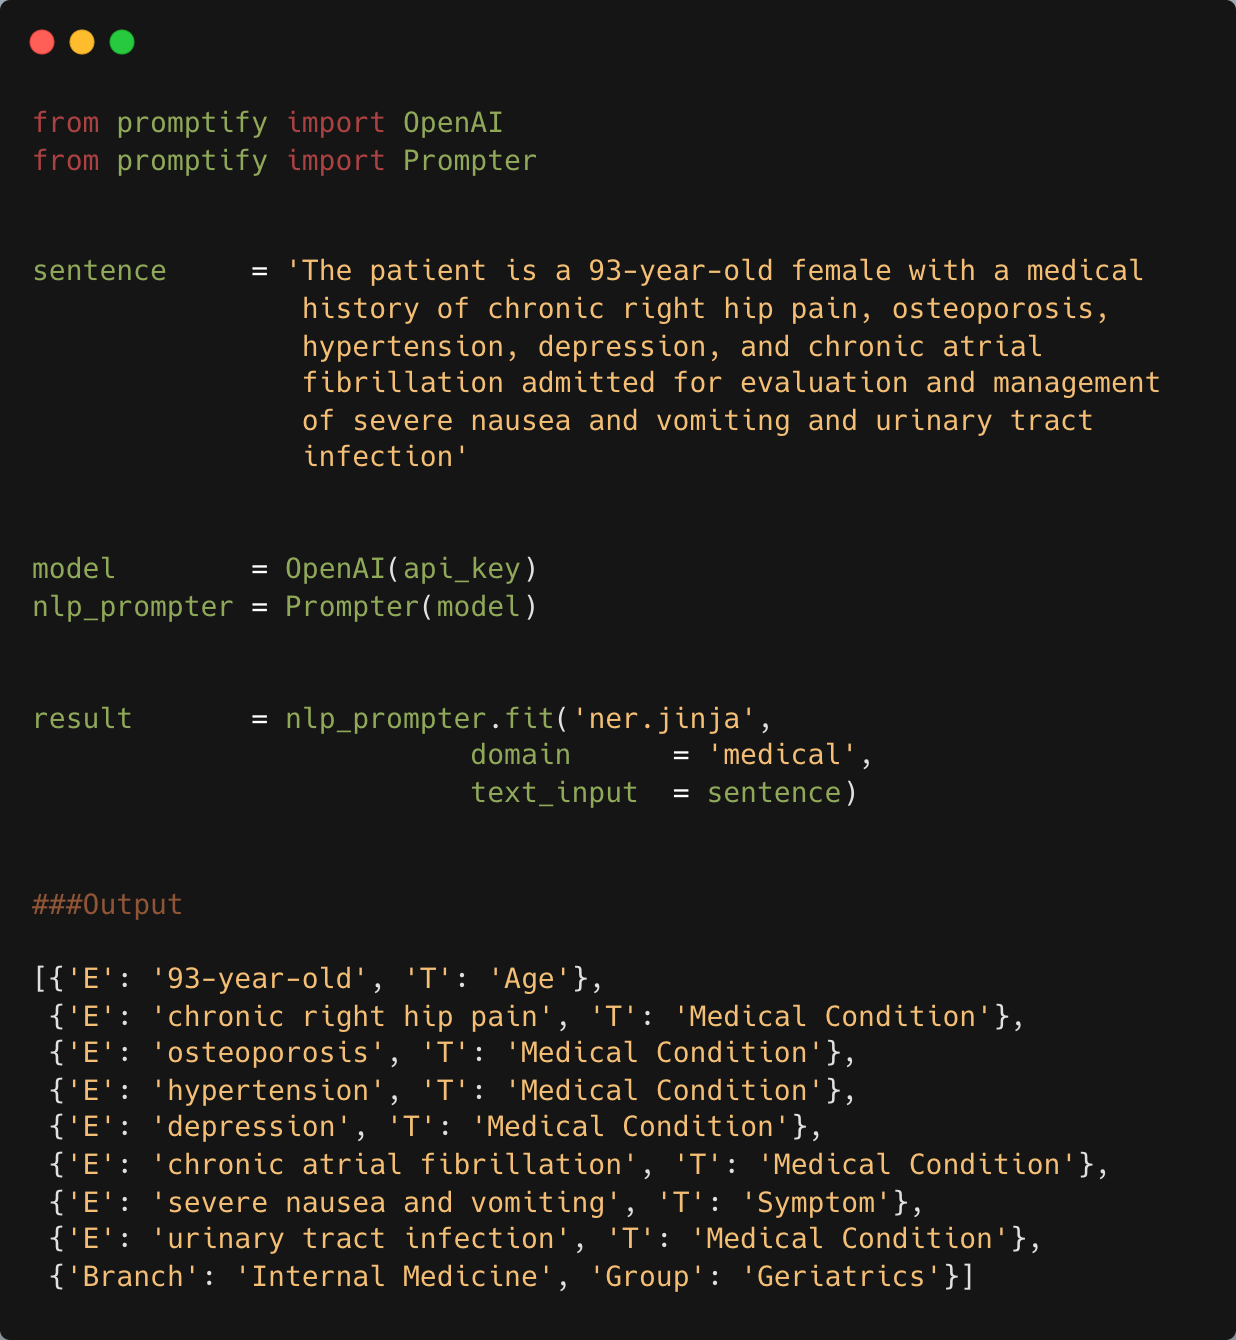 from promptify import OpenAI
from promptify import Prompter
sentence     = 'The patient is a 93-year-old female with a medical
                history of chronic right hip pain, osteoporosis,
                hypertension, depression, and chronic atrial
                fibrillation admitted for evaluation and management
                of severe nausea and vomiting and urinary tract
                infection'
model        = OpenAI(api_key)
nlp_prompter = Prompter(model)
result       = nlp_prompter.fit('ner.jinja',
                          domain      = 'medical',
                          text_input  = sentence)
###Output
[{'E': '93-year-old', 'T': 'Age'},
 {'E': 'chronic right hip pain', 'T': 'Medical Condition'},
 {'E': 'osteoporosis', 'T': 'Medical Condition'},
 {'E': 'hypertension', 'T': 'Medical Condition'},
 {'E': 'depression', 'T': 'Medical Condition'},
 {'E': 'chronic atrial fibrillation', 'T': 'Medical Condition'},
 {'E': 'severe nausea and vomiting', 'T': 'Symptom'},
 {'E': 'urinary tract infection', 'T': 'Medical Condition'},
 {'Branch': 'Internal Medicine', 'Group': 'Geriatrics'}]